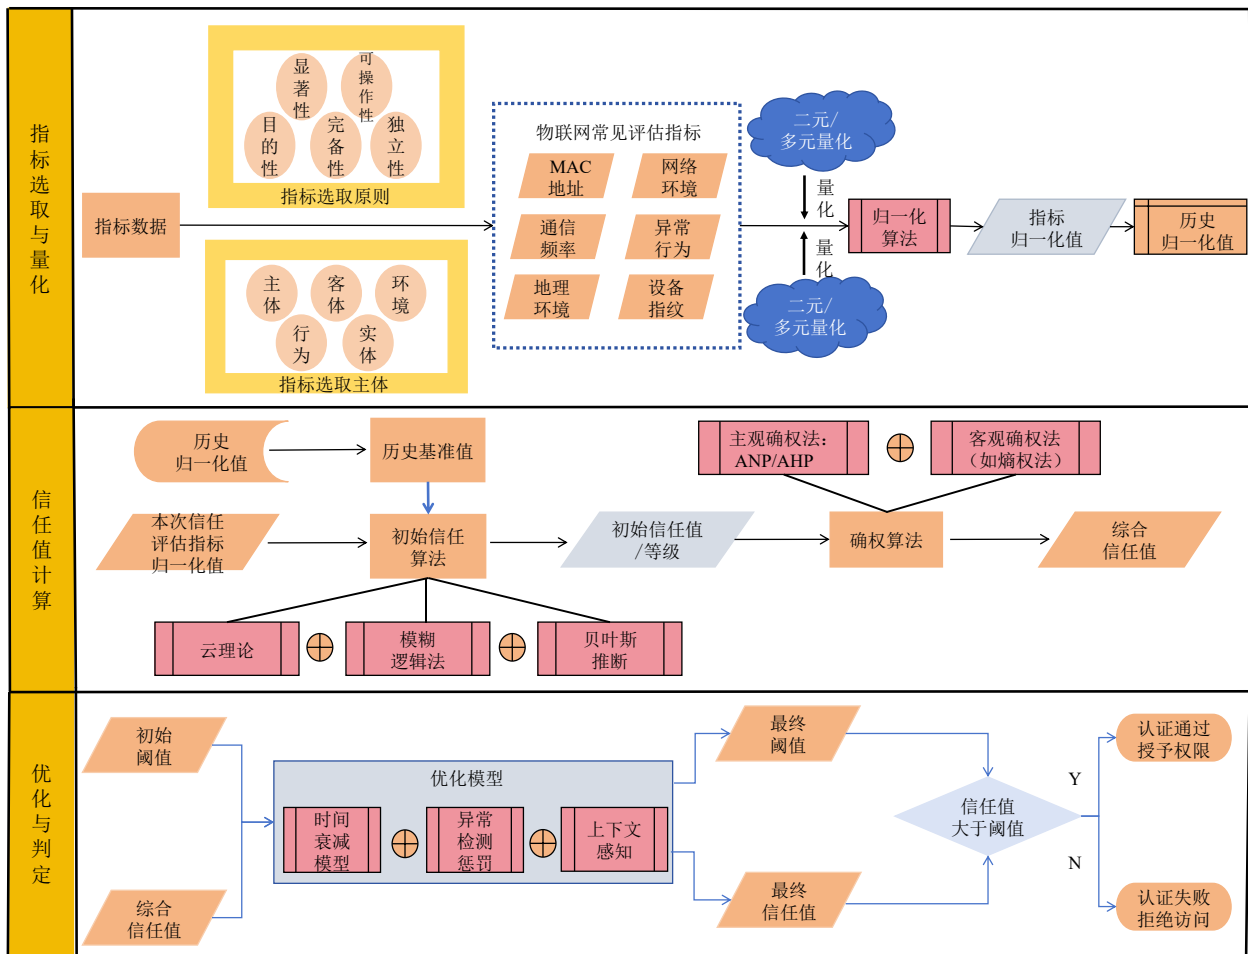 指标选取与量化
显著性
可操作性
目的性
完备性
独立性
指标选取原则
指标数据
主体
客体
环境
行为
实体
指标选取主体
物联网常见评估指标
MAC
地址
网络
环境
通信
频率
异常
行为
地理
环境
设备
指纹
二元/
多元量化
量化
量化
二元/
多元量化
归一化
算法
指标
归一化值
历史
归一化值
信任值计算
历史
归一化值
历史基准值
主观确权法：
ANP/AHP
客观确权法
（如熵权法）
本次信任
评估指标
归一化值
初始信任
算法
初始信任值
/等级
确权算法
综合
信任值
云理论
模糊
逻辑法
贝叶斯
推断
优化与判定
初始
阈值
综合
信任值
优化模型
时间
衰减
模型
异常
检测
惩罚
上下文
感知
最终
阈值
最终
信任值
信任值
大于阈值
Y
N
认证通过
授予权限
认证失败
拒绝访问